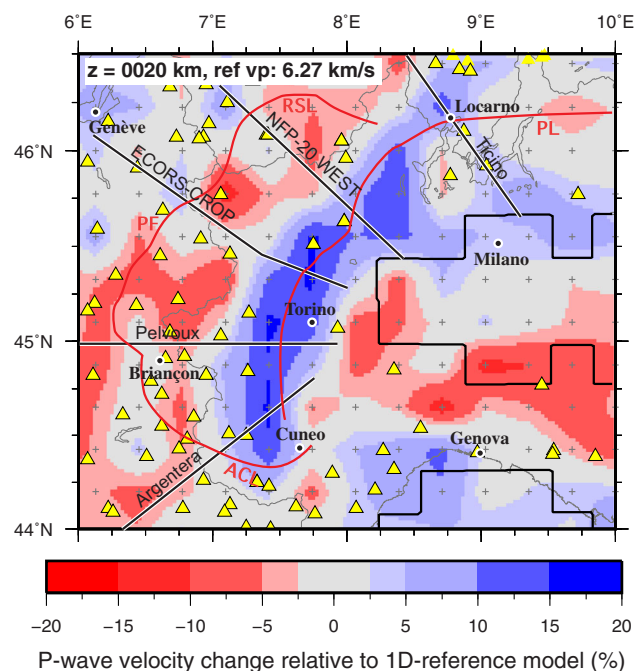 6˚E 7˚E 8˚E 9˚E 10˚E
z = 0020 km, ref vp: 6.27 km/s
RSL
Locarno
Genève
NFP-20 WEST
PL
Ticino
46˚N
ECORS-CROP
PF
Milano
Torino
45˚N
Pelvoux
Briançon
Cuneo
Genova
Argentera
44˚N
−20 −15 −10 −5 0 5 10 15 20
P-wave velocity change relative to 1D-reference model (%)